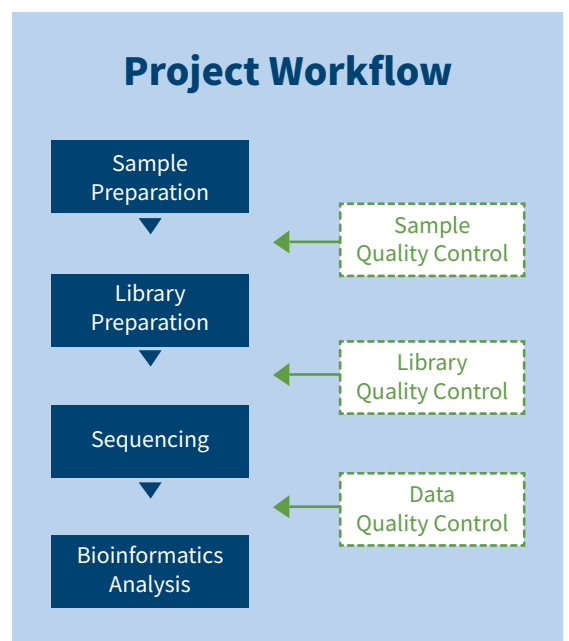 Project Workflow
Sample
Preparation
Sample
Quality Control
Library
Preparation
Library
Quality Control
Sequencing
Data
Quality Control
Bioinformatics
Analysis